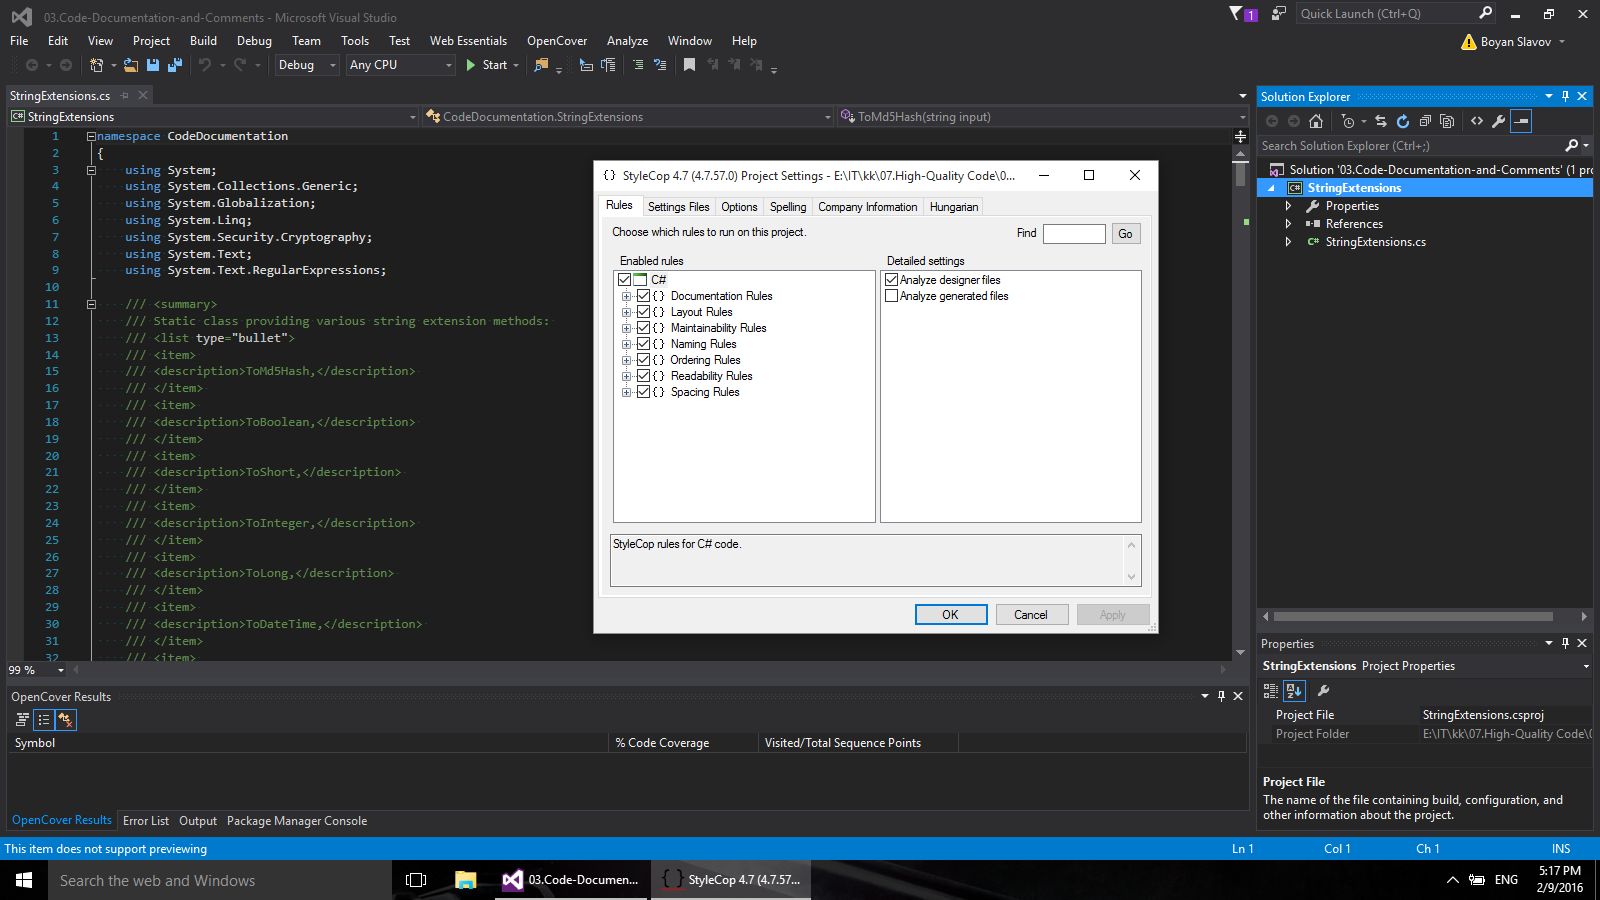 03.Code-Documentation-and-Comments - Microsoft Visual Studio
1
Quick Launch (Ctrl+Q)
File Edit View Project Build Debug Team Tools Test Web Essentials OpenCover Analyze Window Help
Boyan Slavov
Debug Any CPU Start
StringExtensions.cs
C# StringExtensions CodeDocumentation.StringExtensions ToMd5Hash(string input)
1 namespace CodeDocumentation
2 {
3 using System;
4 using System.Collections.Generic;
5 using System.Globalization;
6 using System.Linq;
7 using System.Security.Cryptography;
8 using System.Text;
9 using System.Text.RegularExpressions;
10
11 /// <summary>
12 /// Static class providing various string extension methods:
13 /// <list type="bullet">
14 /// <item>
15 /// <description>ToMd5Hash,</description>
16 /// </item>
17 /// <item>
18 /// <description>ToBoolean,</description>
19 /// </item>
20 /// <item>
21 /// <description>ToShort,</description>
22 /// </item>
23 /// <item>
24 /// <description>ToInteger,</description>
25 /// </item>
26 /// <item>
27 /// <description>ToLong,</description>
28 /// </item>
29 /// <item>
30 /// <description>ToDateTime,</description>
31 /// </item>
32 /// <item>
99 %
{} StyleCop 4.7 (4.7.57.0) Project Settings - E:\IT\kk\07.High-Quality Code\0...
Rules Settings Files Options Spelling Company Information Hungarian
Choose which rules to run on this project.
Find Go
Enabled rules
C#
{} Documentation Rules
{} Layout Rules
{} Maintainability Rules
{} Naming Rules
{} Ordering Rules
{} Readability Rules
{} Spacing Rules
Detailed settings
Analyze designer files
Analyze generated files
StyleCop rules for C# code.
OK Cancel Apply
Solution Explorer
Search Solution Explorer (Ctrl+;)
Solution '03.Code-Documentation-and-Comments' (1 pro
C# StringExtensions
Properties
References
C# StringExtensions.cs
Properties
StringExtensions Project Properties
Project File StringExtensions.csproj
Project Folder E:\IT\kk\07.High-Quality Code\0
Project File
The name of the file containing build, configuration, and
other information about the project.
OpenCover Results
Symbol % Code Coverage Visited/Total Sequence Points
OpenCover Results Error List Output Package Manager Console
This item does not support previewing
Ln 1 Col 1 Ch 1 INS
Search the web and Windows
03.Code-Documen...
{} StyleCop 4.7 (4.7.57...
ENG
5:17 PM
2/9/2016